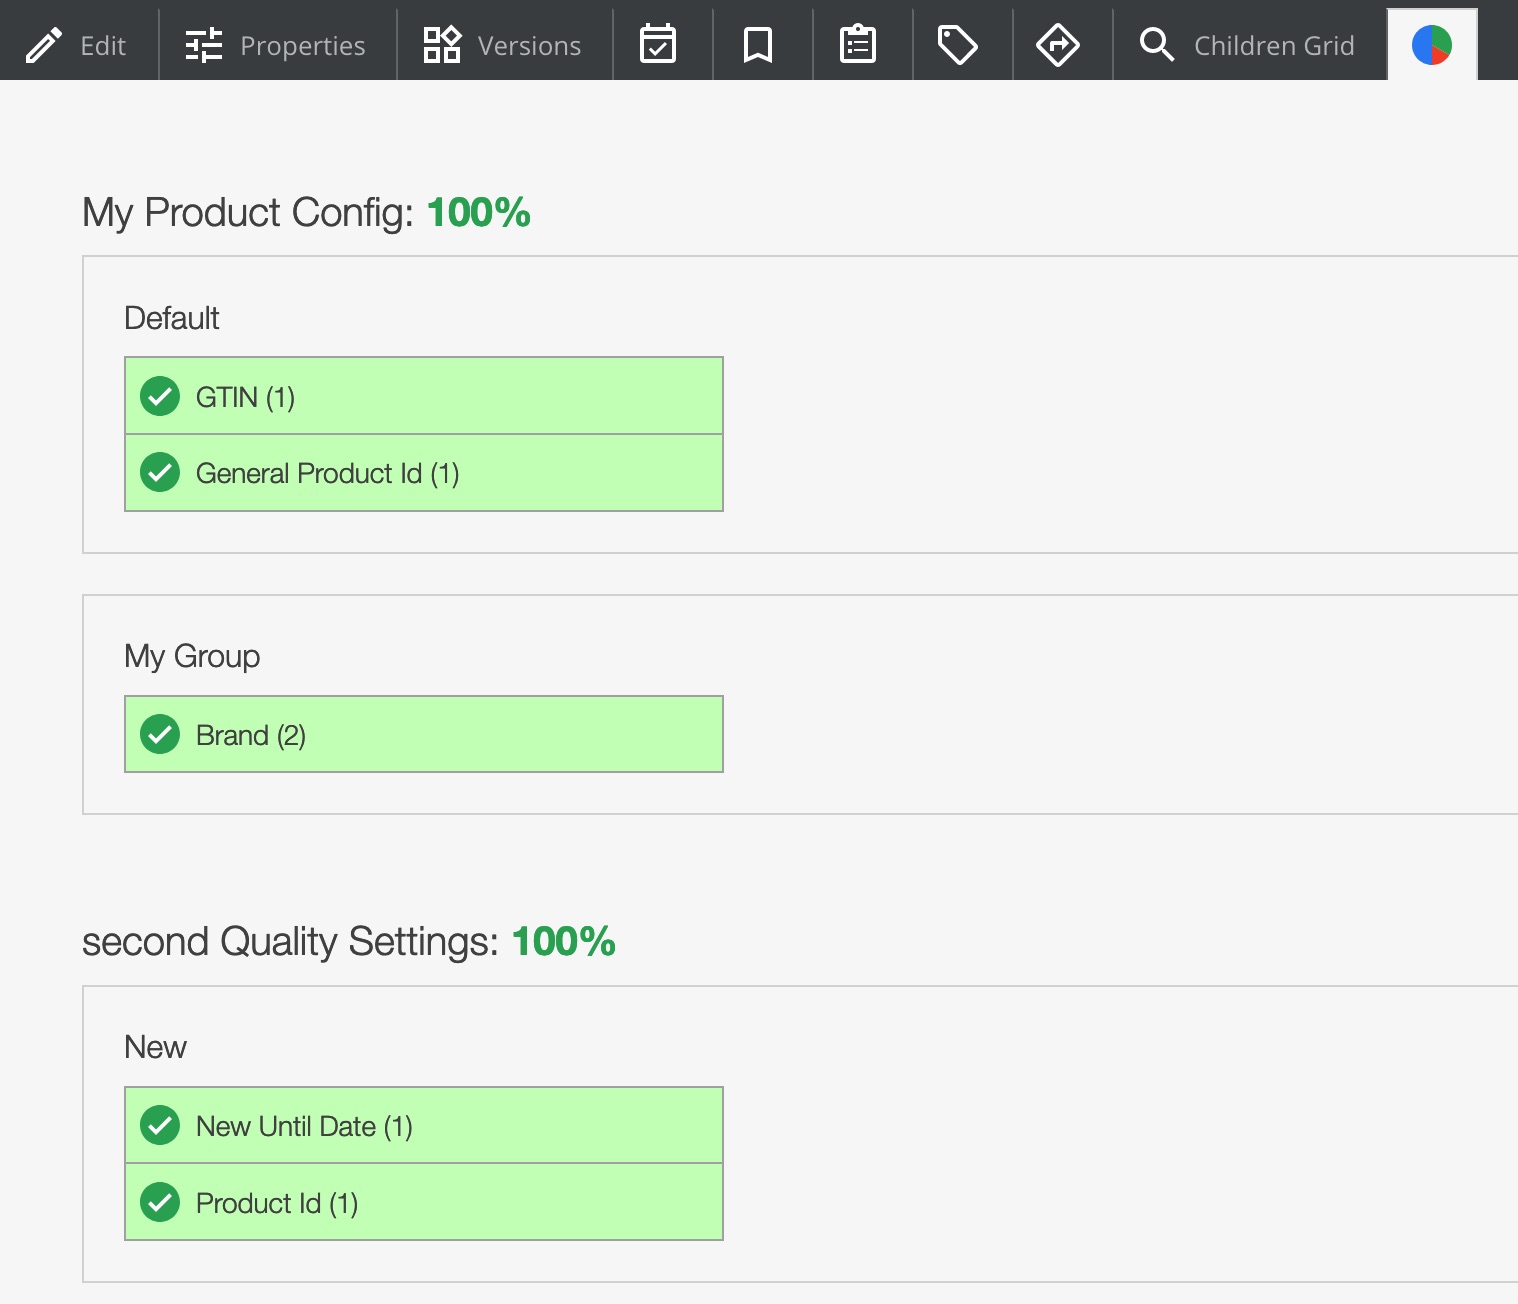 Edit
Properties
Versions
Children Grid
My Product Config: 100%
Default
GTIN (1)
General Product Id (1)
My Group
Brand (2)
second Quality Settings: 100%
New
New Until Date (1)
Product Id (1)